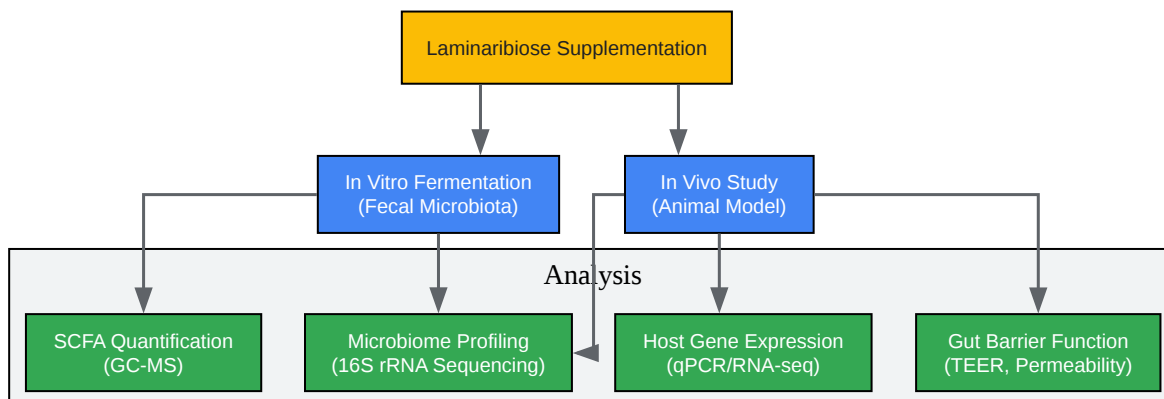 Laminaribiose Supplementation
In Vitro Fermentation
(Fecal Microbiota)
In Vivo Study
(Animal Model)
Analysis
SCFA Quantification
(GC-MS)
Microbiome Profiling
(16S rRNA Sequencing)
Host Gene Expression
(qPCR/RNA-seq)
Gut Barrier Function
(TEER, Permeability)